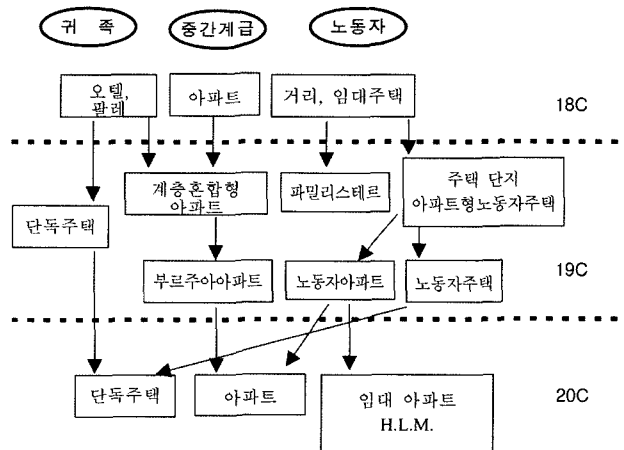 귀 족
중간계급
노동자
오텔,
팔레
아파트
거리, 임대주택
18C
계층혼합형
아파트
파밀리스테르
주택 단지
아파트형노동자주택
단독주택
부르주아아파트
노동자아파트
노동자주택
19C
단독주택
아파트
임대 아파트
H.L.M.
20C